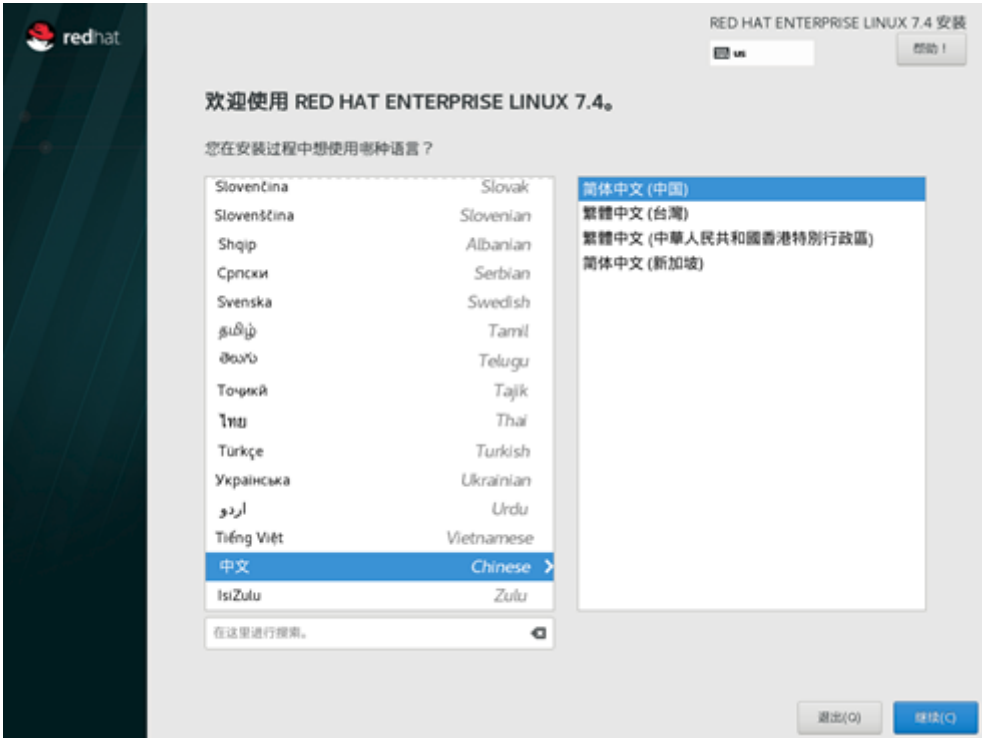 redhat
RED HAT ENTERPRISE LINUX 7.4 安装
us
帮助！
欢迎使用 RED HAT ENTERPRISE LINUX 7.4。
您在安装过程中想使用哪种语言？
Slovenčina Slovak
Slovenščina Slovenian
Shqip Albanian
Српски Serbian
Svenska Swedish
தமிழ் Tamil
తెలుగు Telugu
Тоҷикӣ Tajik
ไทย Thai
Türkçe Turkish
Українська Ukrainian
اردو Urdu
Tiếng Việt Vietnamese
中文 Chinese
IsiZulu Zulu
简体中文 (中国)
繁體中文 (台灣)
繁體中文 (中華人民共和國香港特別行政區)
简体中文 (新加坡)
在这里进行搜索。
退出(Q)
继续(C)